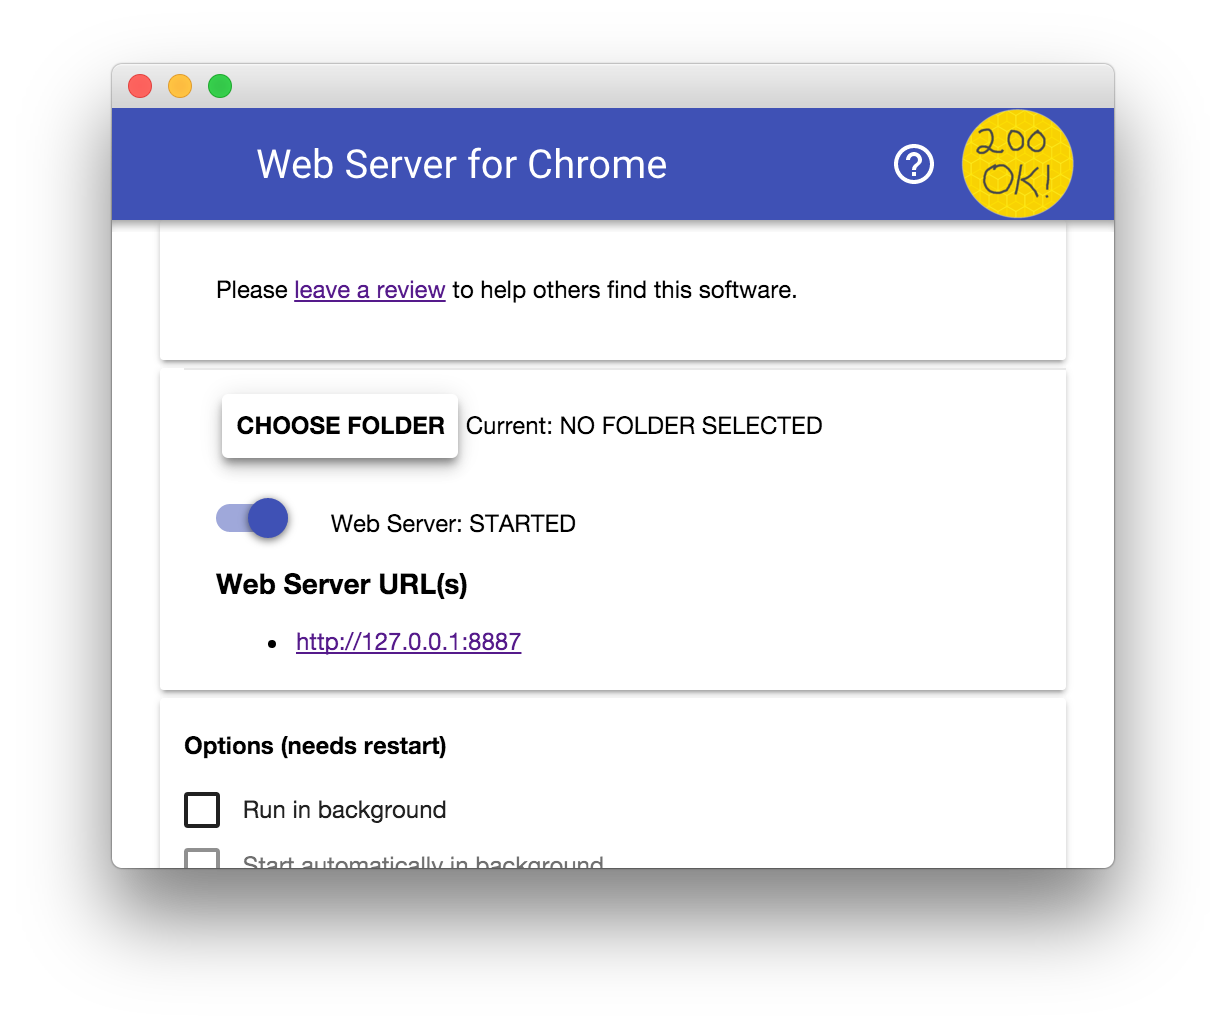 Web Server for Chrome
?
200
OK!
Please leave a review to help others find this software.
CHOOSE FOLDER Current: NO FOLDER SELECTED
Web Server: STARTED
Web Server URL(s)
• http://127.0.0.1:8887
Options (needs restart)
Run in background
Start automatically in background